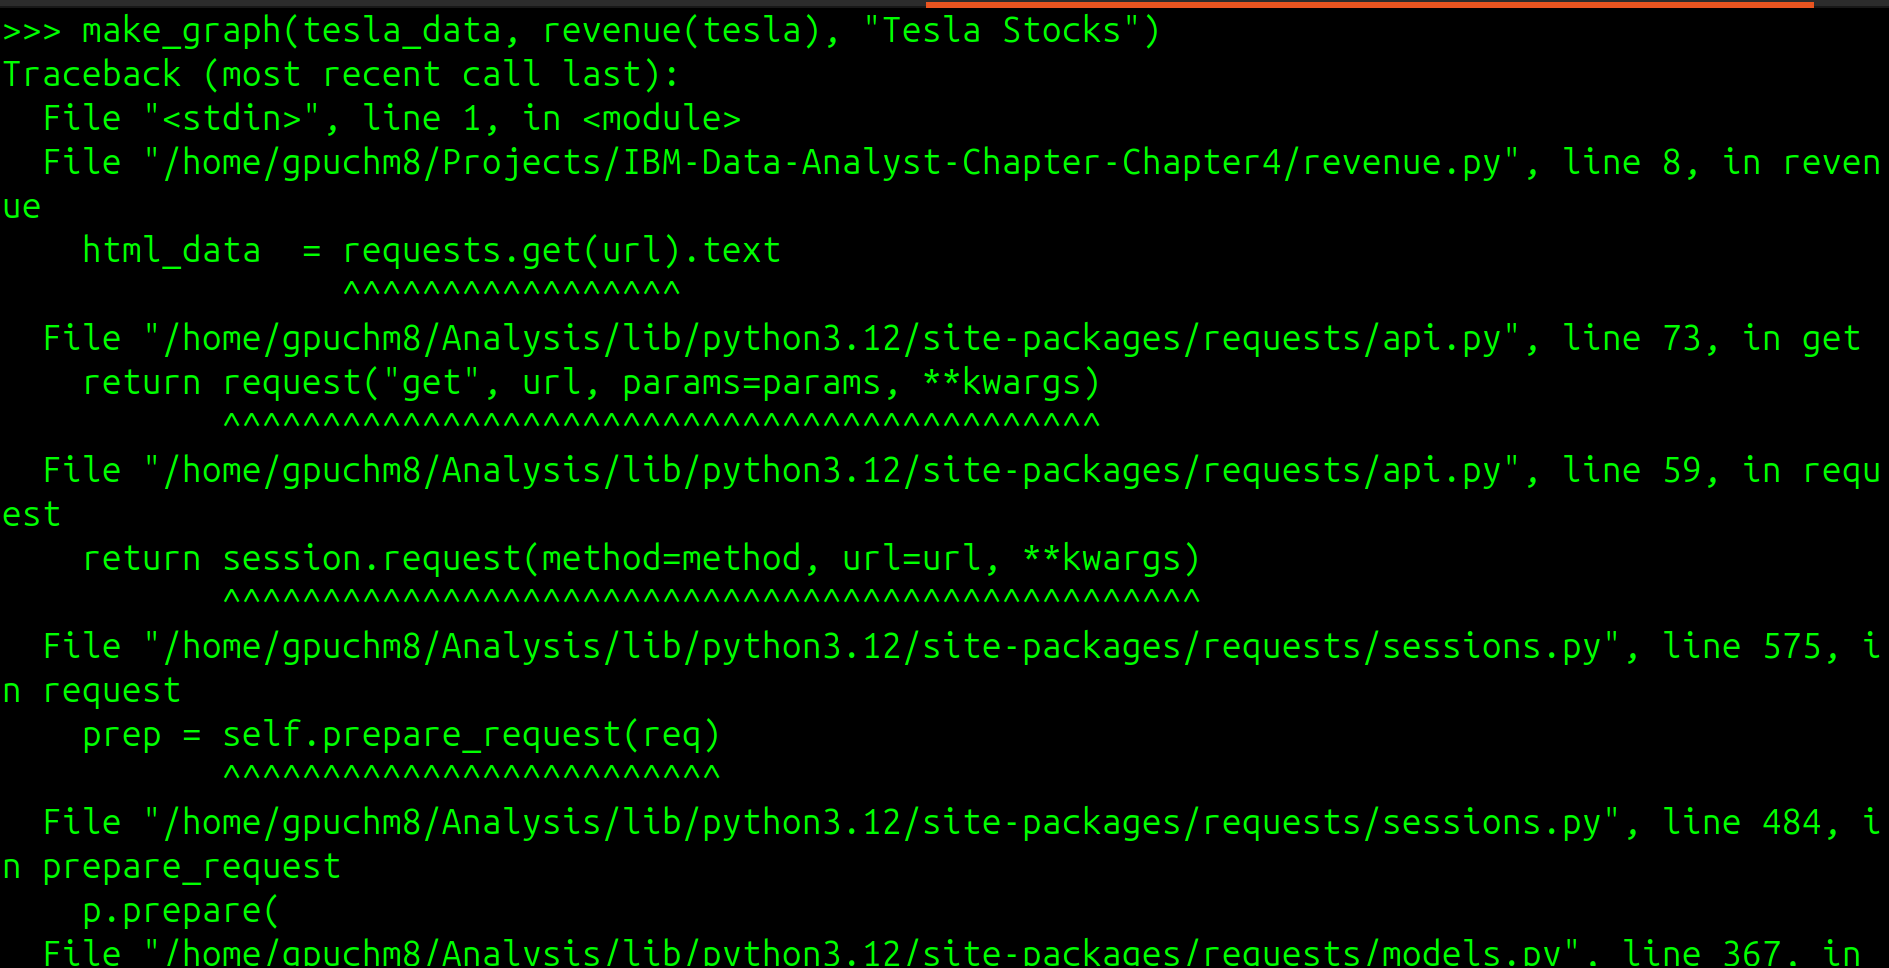 >>> make_graph(tesla_data, revenue(tesla), "Tesla Stocks")
Traceback (most recent call last):
  File "<stdin>", line 1, in <module>
  File "/home/gpuchm8/Projects/IBM-Data-Analyst-Chapter-Chapter4/revenue.py", line 8, in reven
ue
    html_data  = requests.get(url).text
                 ^^^^^^^^^^^^^^^^^
  File "/home/gpuchm8/Analysis/lib/python3.12/site-packages/requests/api.py", line 73, in get
    return request("get", url, params=params, **kwargs)
           ^^^^^^^^^^^^^^^^^^^^^^^^^^^^^^^^^^^^^^^^^^^^
  File "/home/gpuchm8/Analysis/lib/python3.12/site-packages/requests/api.py", line 59, in requ
est
    return session.request(method=method, url=url, **kwargs)
           ^^^^^^^^^^^^^^^^^^^^^^^^^^^^^^^^^^^^^^^^^^^^^^^^^
  File "/home/gpuchm8/Analysis/lib/python3.12/site-packages/requests/sessions.py", line 575, i
n request
    prep = self.prepare_request(req)
           ^^^^^^^^^^^^^^^^^^^^^^^^^
  File "/home/gpuchm8/Analysis/lib/python3.12/site-packages/requests/sessions.py", line 484, i
n prepare_request
    p.prepare(
  File "/home/gpuchm8/Analysis/lib/python3.12/site-packages/requests/models.py", line 367, in